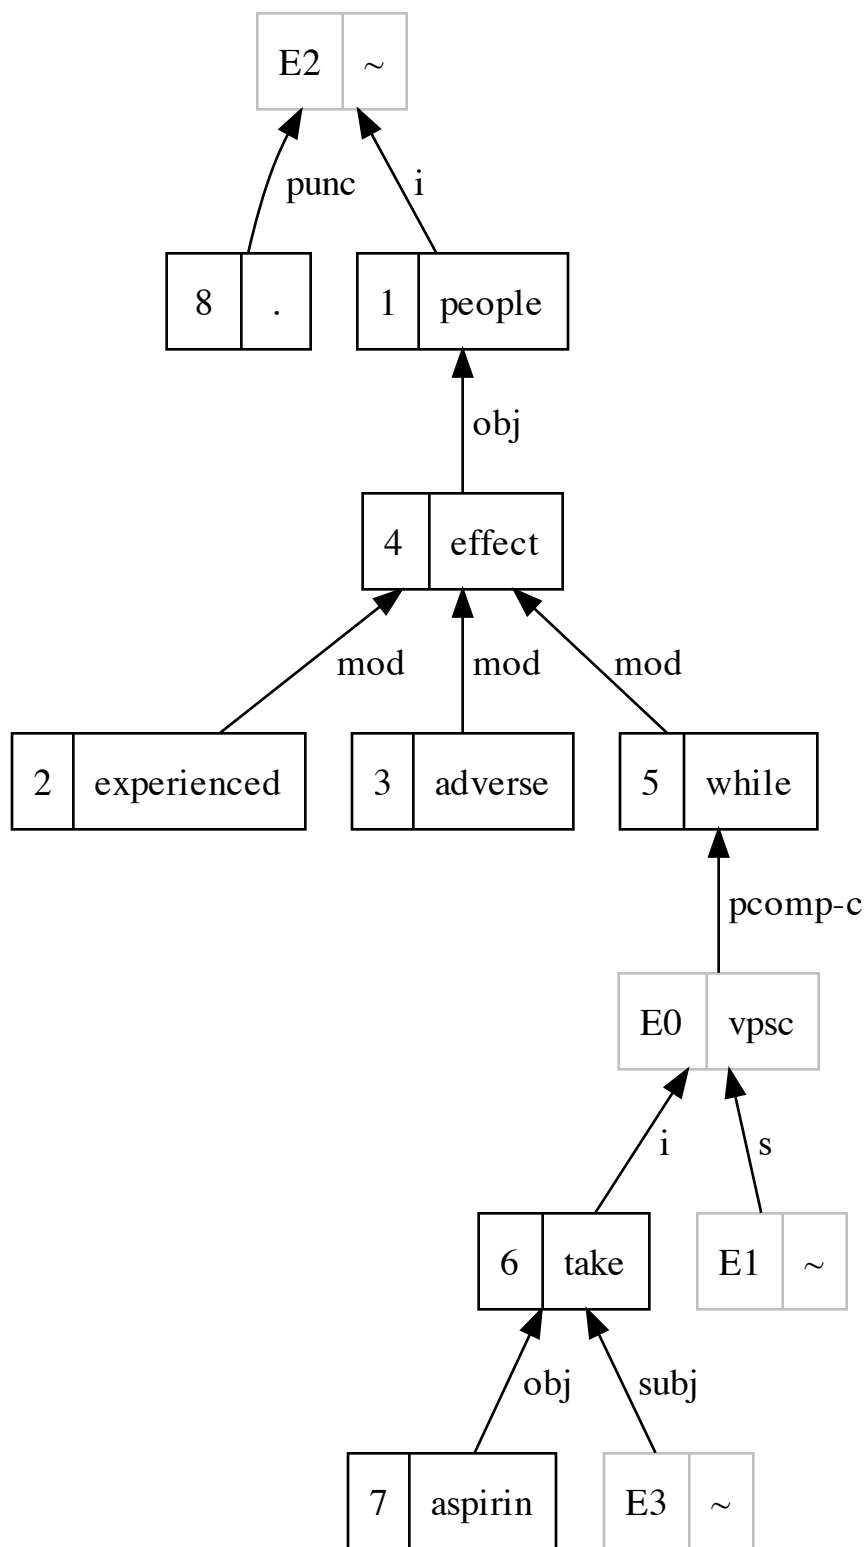 E2 ~
punc i
8 . 1 people
obj
4 effect
mod mod mod
2 experienced 3 adverse 5 while
pcomp-c
E0 vpsc
i s
6 take E1 ~
obj subj
7 aspirin E3 ~